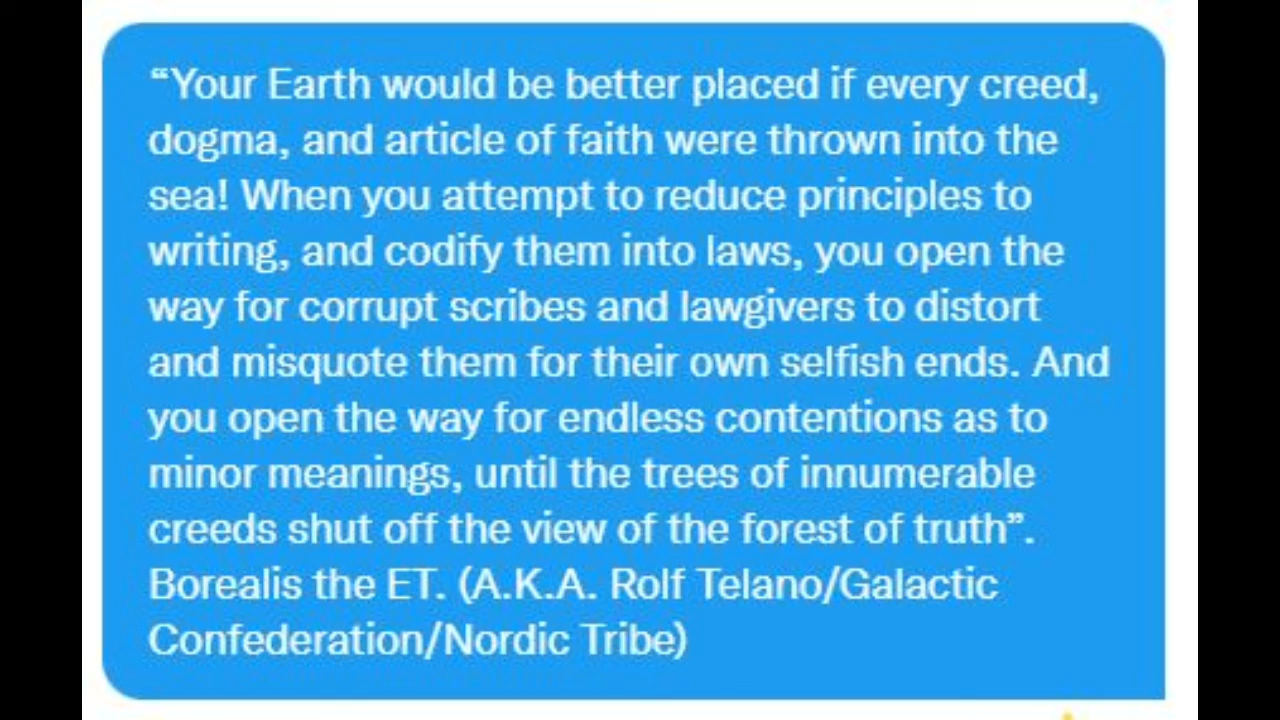 “Your Earth would be better placed if every creed,
dogma, and article of faith were thrown into the
sea! When you attempt to reduce principles to
writing, and codify them into laws, you open the
way for corrupt scribes and lawgivers to distort
and misquote them for their own selfish ends. And
you open the way for endless contentions as to
minor meanings, until the trees of innumerable
creeds shut off the view of the forest of truth”.
Borealis the ET. (A.K.A. Rolf Telano/Galactic
Confederation/Nordic Tribe)